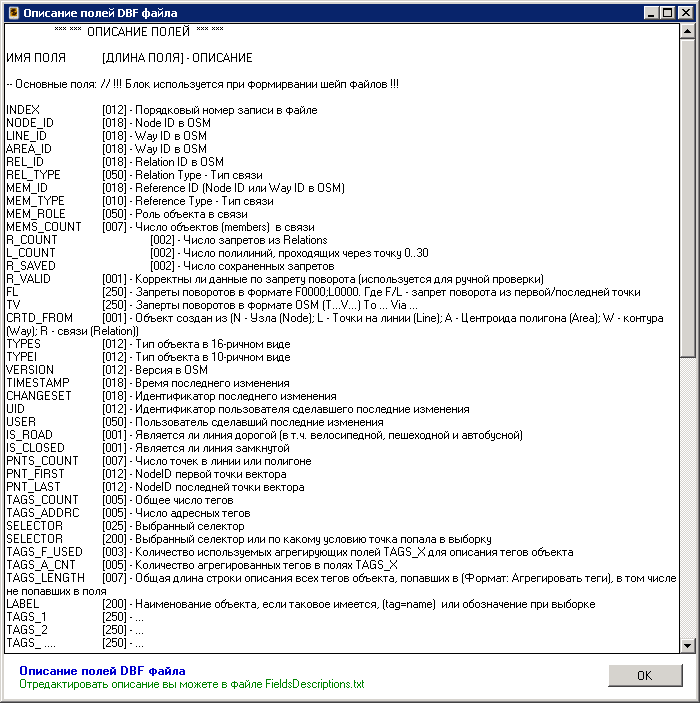 Описание полей DBF файла
*** *** ОПИСАНИЕ ПОЛЕЙ *** ***
ИМЯ ПОЛЯ [ДЛИНА ПОЛЯ] - ОПИСАНИЕ
-- Основные поля: // !!! Блок используется при формирвании шейп файлов !!!
INDEX [012] - Порядковый номер записи в файле
NODE_ID [018] - Node ID в OSM
LINE_ID [018] - Way ID в OSM
AREA_ID [018] - Way ID в OSM
REL_ID [018] - Relation ID в OSM
REL_TYPE [050] - Relation Type - Тип связи
MEM_ID [018] - Reference ID (Node ID или Way ID в OSM)
MEM_TYPE [010] - Reference Type - Тип связи
MEM_ROLE [050] - Роль объекта в связи
MEMS_COUNT [007] - Число объектов (members) в связи
R_COUNT [002] - Число запретов из Relations
L_COUNT [002] - Число полилиний, проходящих через точку 0..30
R_SAVED [002] - Число сохраненных запретов
R_VALID [001] - Корректны ли данные по запрету поворота (используется для ручной проверки)
FL [250] - Запреты поворотов в формате F0000;L0000. Где F/L - запрет поворота из первой/последней точки
TV [250] - Заперты поворотов в формате OSM (T...V...) To ... Via ...
CRTD_FROM [001] - Объект создан из (N - Узла (Node); L - Точки на линии (Line); A - Центроида полигона (Area); W - контура
(Way); R - связи (Relation))
TYPES [012] - Тип объекта в 16-ричном виде
TYPEI [012] - Тип объекта в 10-ричном виде
VERSION [012] - Версия в OSM
TIMESTAMP [018] - Время последнего изменения
CHANGESET [018] - Идентификатор последнего изменения
UID [012] - Идентификатор пользователя сделавшего последние изменения
USER [050] - Пользователь сделавший последние изменения
IS_ROAD [001] - Является ли линия дорогой (в т.ч. велосипедной, пешеходной и автобусной)
IS_CLOSED [001] - Является ли линия замкнутой
PNTS_COUNT [007] - Число точек в линии или полигоне
PNT_FIRST [012] - NodeID первой точки вектора
PNT_LAST [012] - NodeID последней точки вектора
TAGS_COUNT [005] - Общее число тегов
TAGS_ADDRC [005] - Число адресных тегов
SELECTOR [025] - Выбранный селектор
SELECTOR [200] - Выбранный селектор или по какому условию точка попала в выборку
TAGS_F_USED [003] - Количество используемых агрегирующих полей TAGS_X для описания тегов объекта
TAGS_A_CNT [005] - Количество агрегированных тегов в полях TAGS_X
TAGS_LENGTH [007] - Общая длина строки описания всех тегов объекта, попавших в (Формат: Агрегировать теги), в том числе
не попавших в поля
LABEL [200] - Наименование объекта, если таковое имеется, (tag=name) или обозначение при выборке
TAGS_1 [250] - ...
TAGS_2 [250] - ...
TAGS_ .... [250] - ...
Описание полей DBF файла
Отредактировать описание вы можете в файле FieldsDescriptions.txt
OK